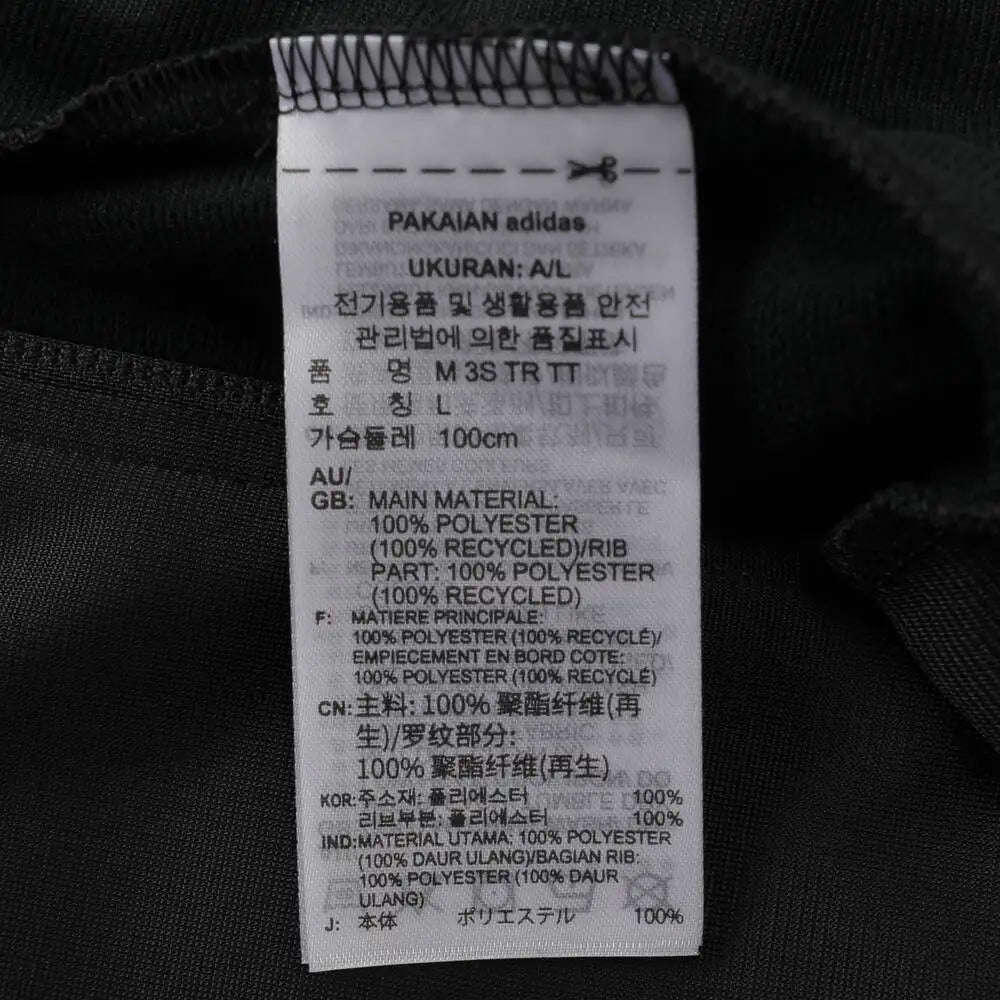 PAKAIAN adidas
UKURAN: A/L
전기용품 및 생활용품 안전
관리법에 의한 품질표시
품 명 M 3S TR TT
호 칭 L
가슴둘레 100cm
AU/
GB: MAIN MATERIAL:
100% POLYESTER
(100% RECYCLED)/RIB
PART: 100% POLYESTER
(100% RECYCLED)
F: MATIERE PRINCIPALE:
100% POLYESTER (100% RECYCLÉ)/
EMPIECEMENT EN BORD COTE:
100% POLYESTER (100% RECYCLÉ)
CN: 主料: 100% 聚酯纤维(再
生)/罗纹部分:
100% 聚酯纤维(再生)
KOR: 주소재: 폴리에스터 100%
리브부분: 폴리에스터 100%
IND: MATERIAL UTAMA: 100% POLYESTER
(100% DAUR ULANG)/BAGIAN RIB:
100% POLYESTER (100% DAUR
ULANG)
J: 本体 ポリエステル 100%